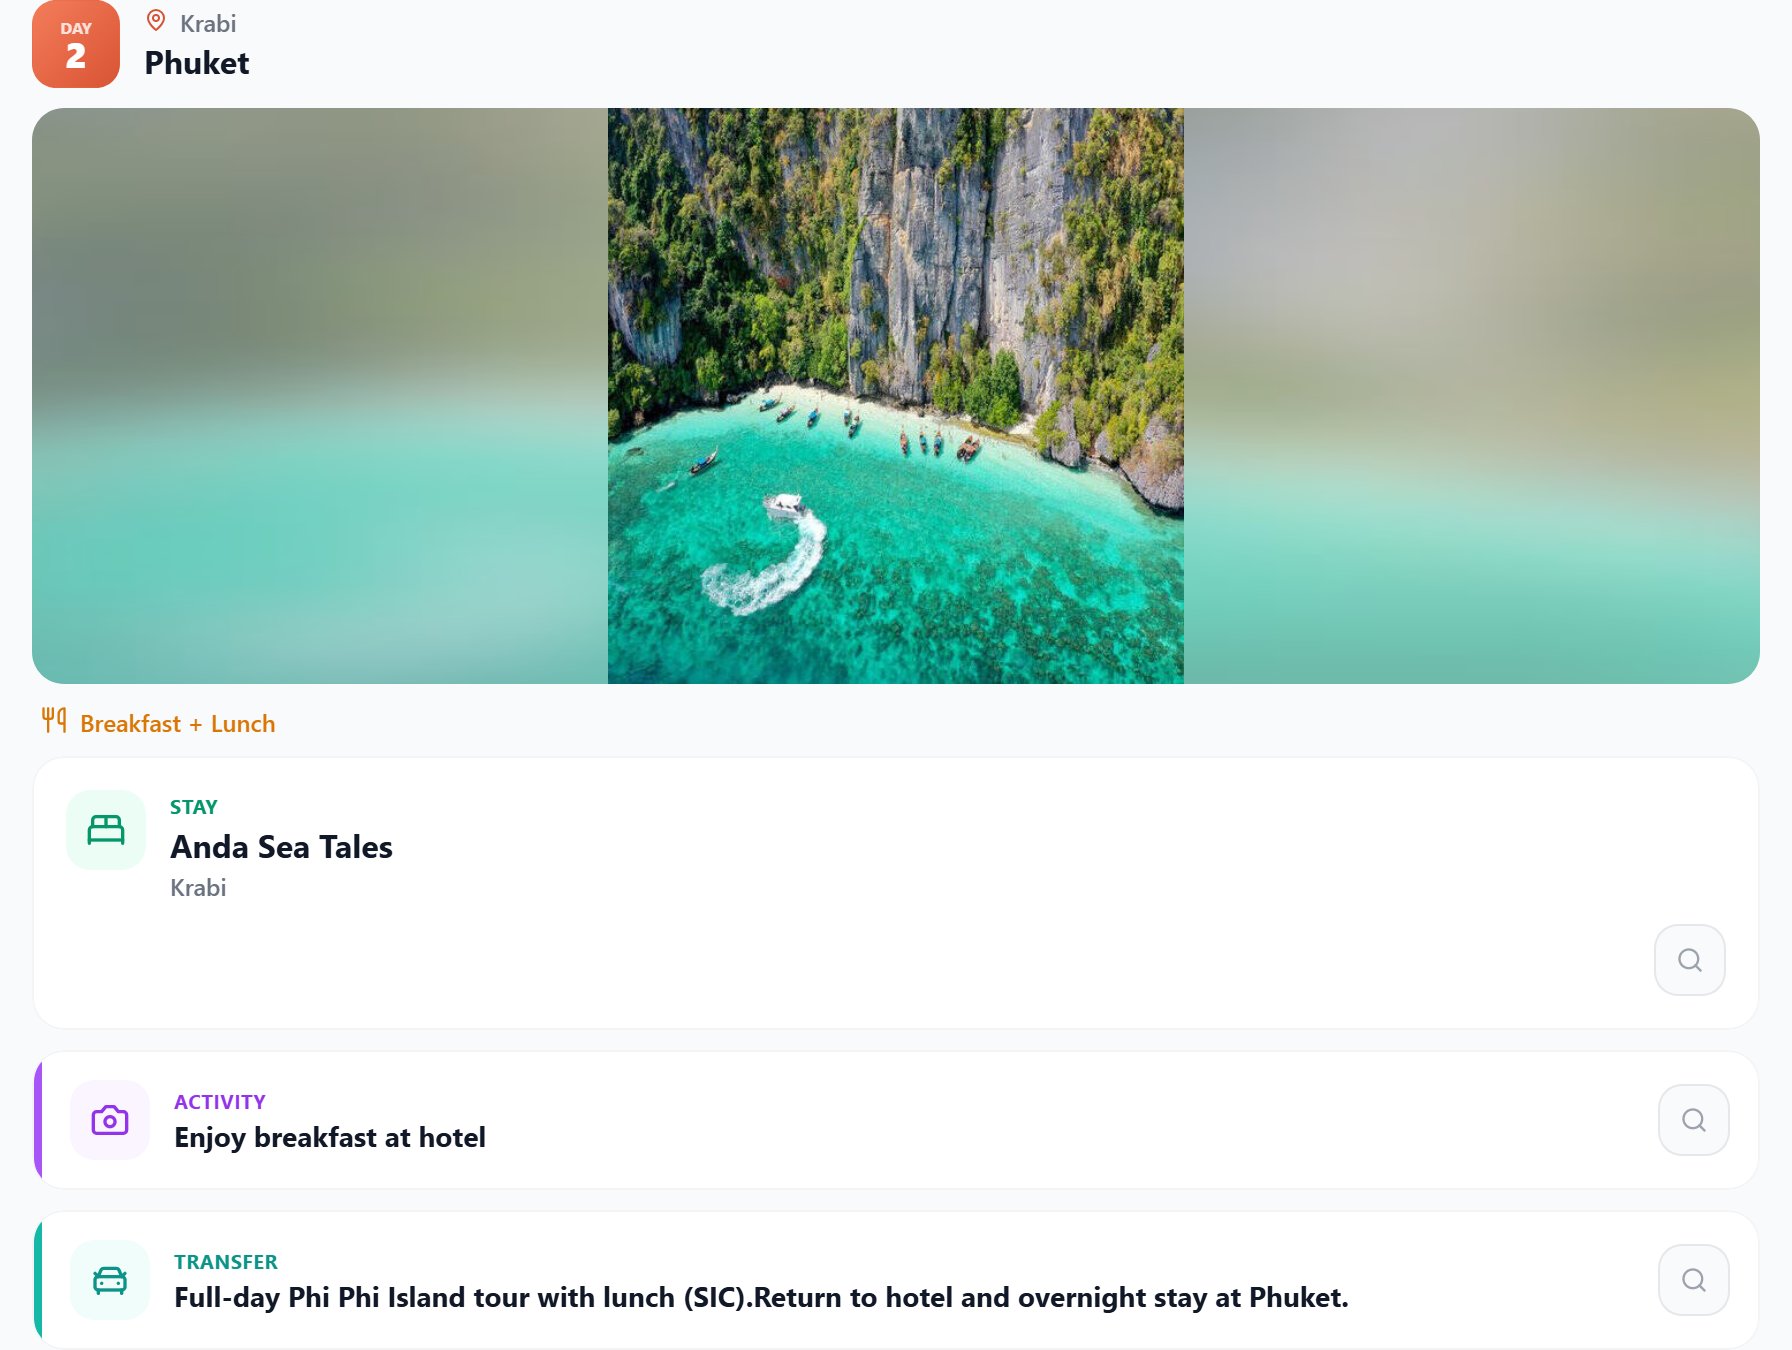 DAY
2
Krabi
Phuket
Breakfast + Lunch
STAY
Anda Sea Tales
Krabi
ACTIVITY
Enjoy breakfast at hotel
TRANSFER
Full-day Phi Phi Island tour with lunch (SIC).Return to hotel and overnight stay at Phuket.